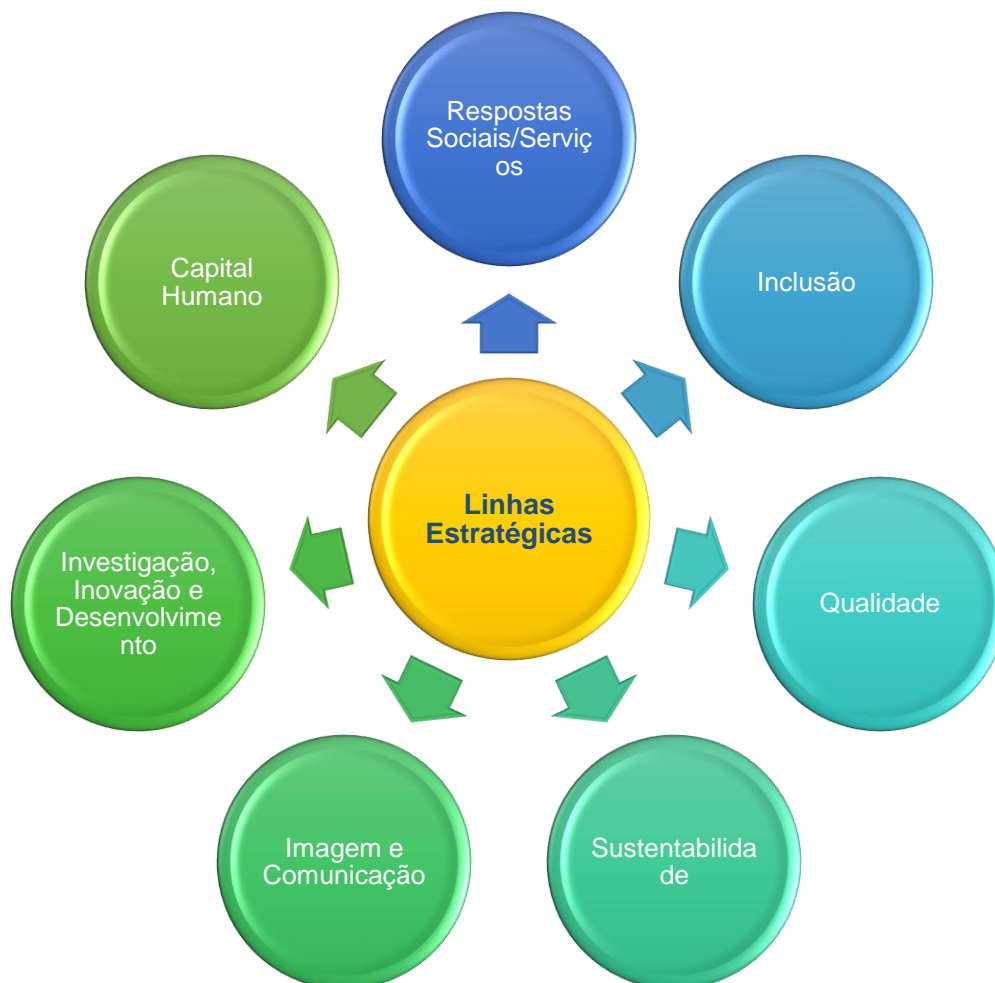 Respostas
Sociais/Serviç
os
Inclusão
Qualidade
Sustentabilida
de
Imagem e
Comunicação
Investigação,
Inovação e
Desenvolvime
nto
Capital
Humano
Linhas
Estratégicas